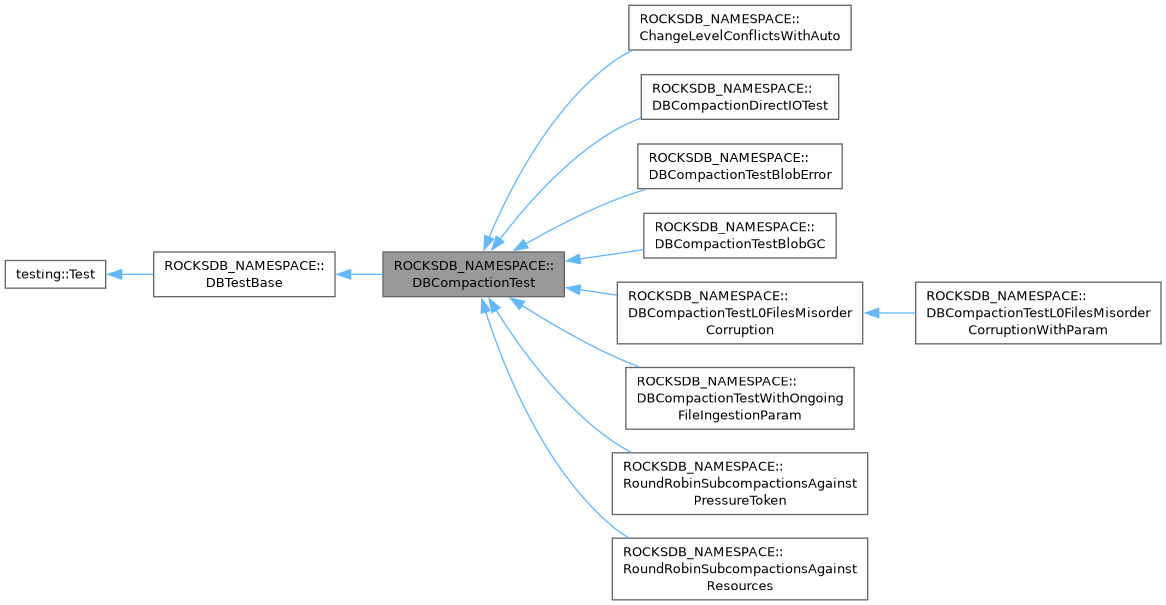 testing::Test
ROCKSDB_NAMESPACE::
DBTestBase
ROCKSDB_NAMESPACE::
DBCompactionTest
ROCKSDB_NAMESPACE::
ChangeLevelConflictsWithAuto
ROCKSDB_NAMESPACE::
DBCompactionDirectIOTest
ROCKSDB_NAMESPACE::
DBCompactionTestBlobError
ROCKSDB_NAMESPACE::
DBCompactionTestBlobGC
ROCKSDB_NAMESPACE::
DBCompactionTestL0FilesMisorder
Corruption
ROCKSDB_NAMESPACE::
DBCompactionTestL0FilesMisorder
CorruptionWithParam
ROCKSDB_NAMESPACE::
DBCompactionTestWithOngoing
FileIngestionParam
ROCKSDB_NAMESPACE::
RoundRobinSubcompactionsAgainst
PressureToken
ROCKSDB_NAMESPACE::
RoundRobinSubcompactionsAgainst
Resources